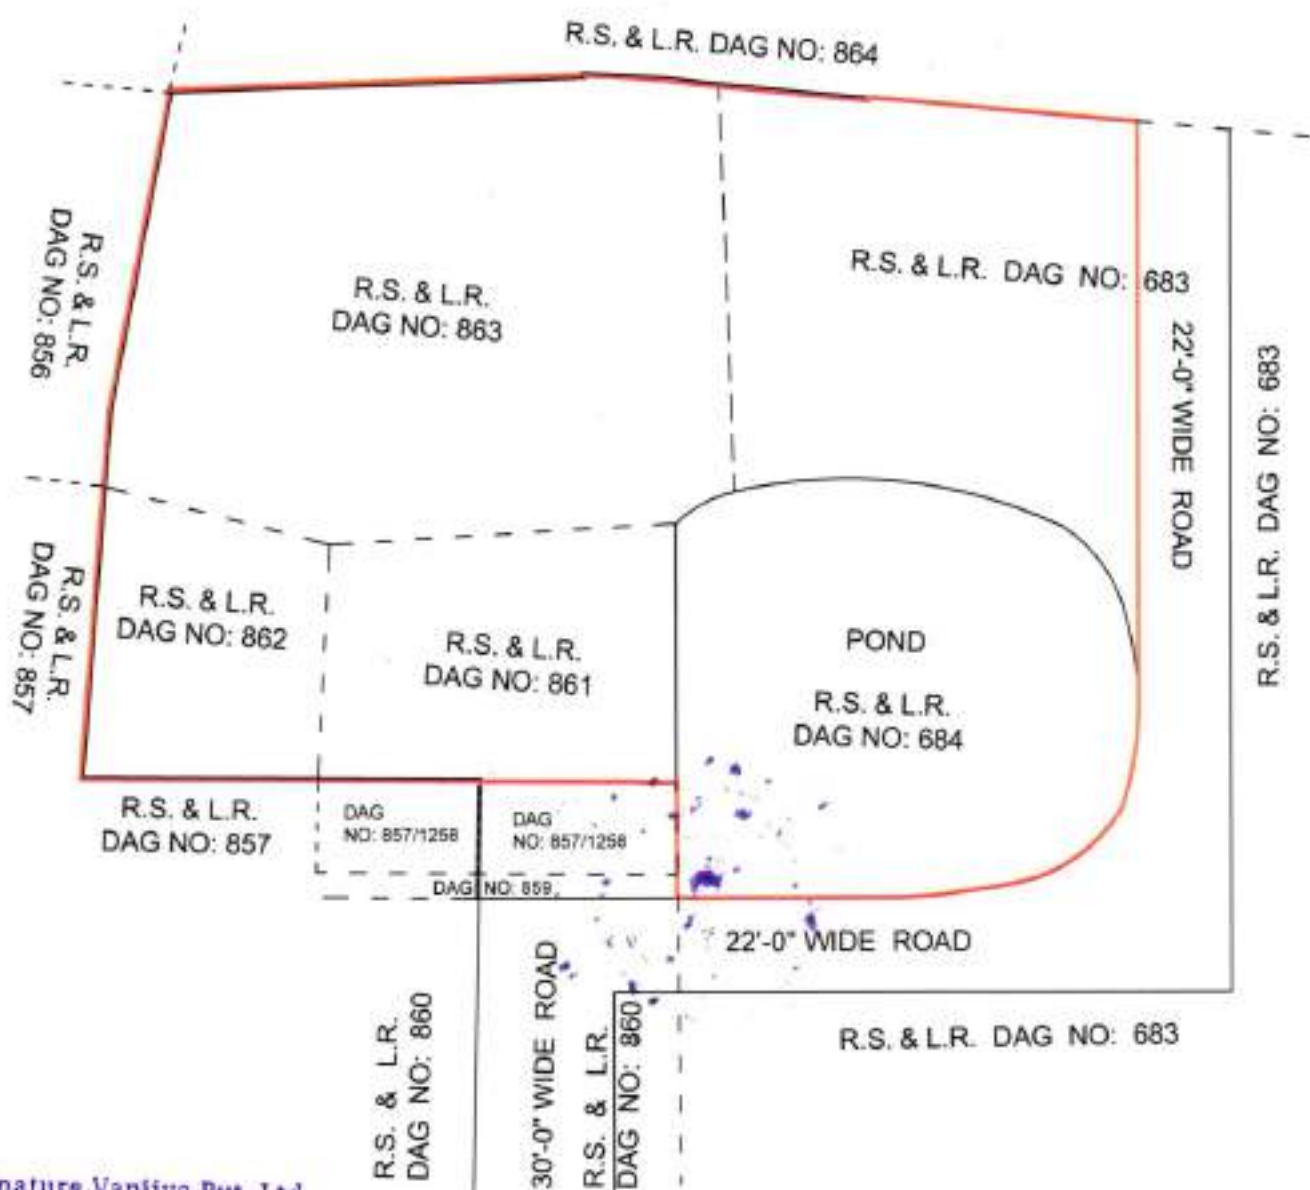 R.S. & L.R. DAG NO: 864
R.S. & L.R.
DAG NO: 856
R.S. & L.R.
DAG NO: 863
R.S. & L.R. DAG NO: 683
22'-0" WIDE ROAD
R.S. & L.R. DAG NO: 683
R.S. & L.R.
DAG NO: 857
R.S. & L.R.
DAG NO: 862
R.S. & L.R.
DAG NO: 861
POND
R.S. & L.R.
DAG NO: 684
R.S. & L.R.
DAG NO: 857
DAG
NO: 857/1258
DAG
NO: 857/1258
DAG NO: 859
22'-0" WIDE ROAD
R.S. & L.R.
DAG NO: 860
30'-0" WIDE ROAD
R.S. & L.R.
DAG NO: 860
R.S. & L.R. DAG NO: 683